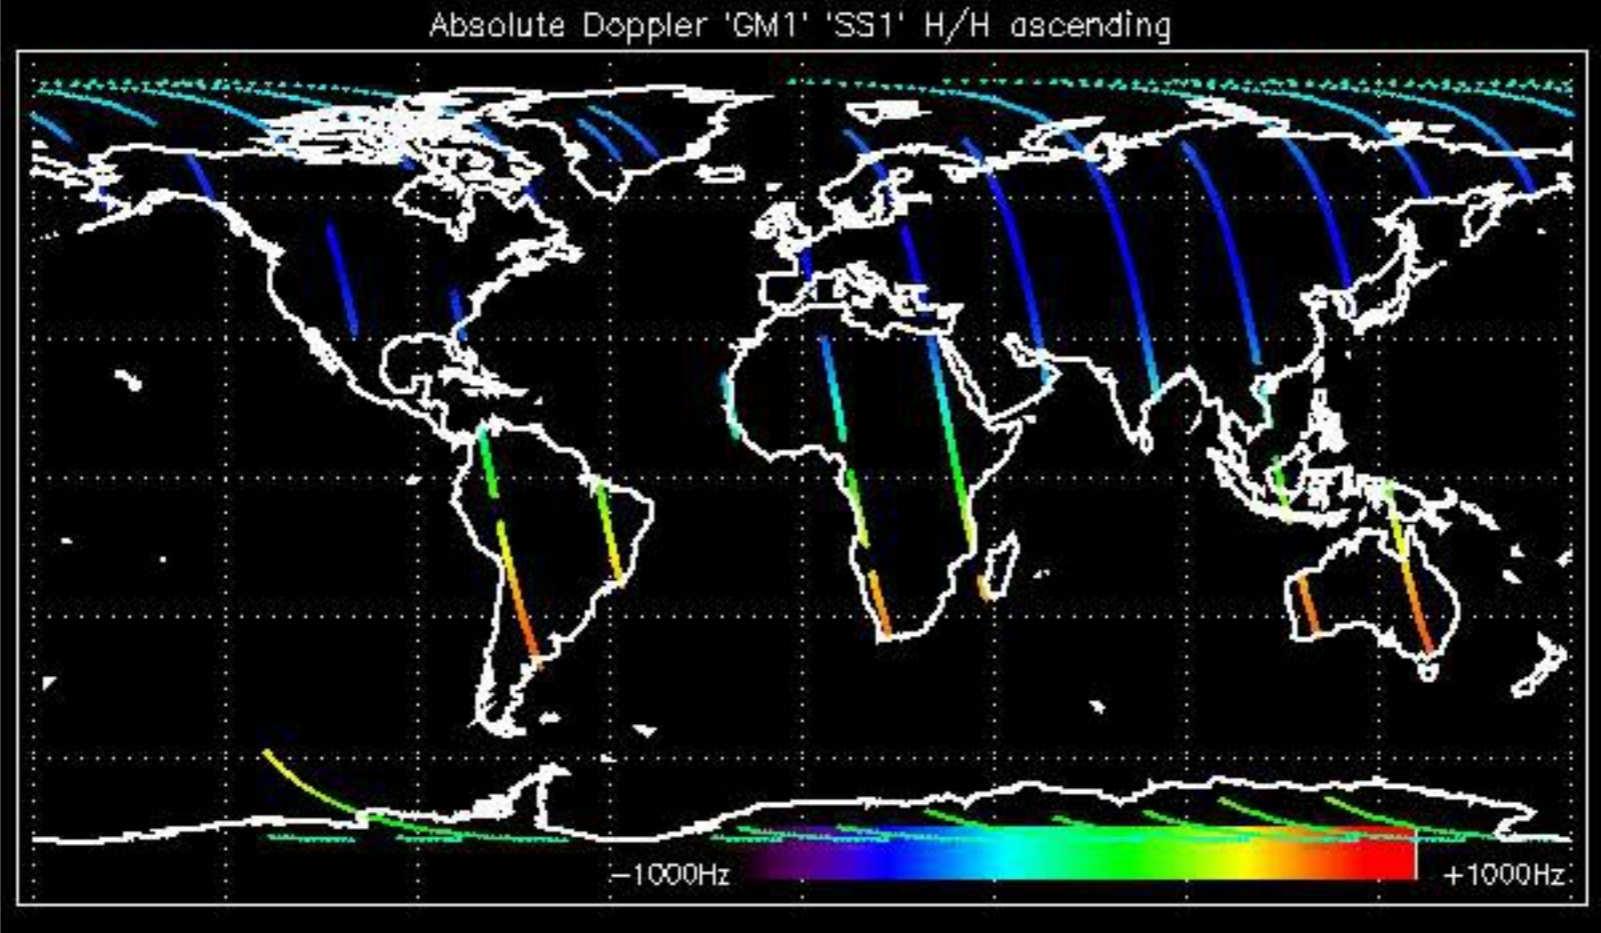 Absolute Doppler 'GM1' 'SS1' H/H ascending
−1000Hz
+1000Hz